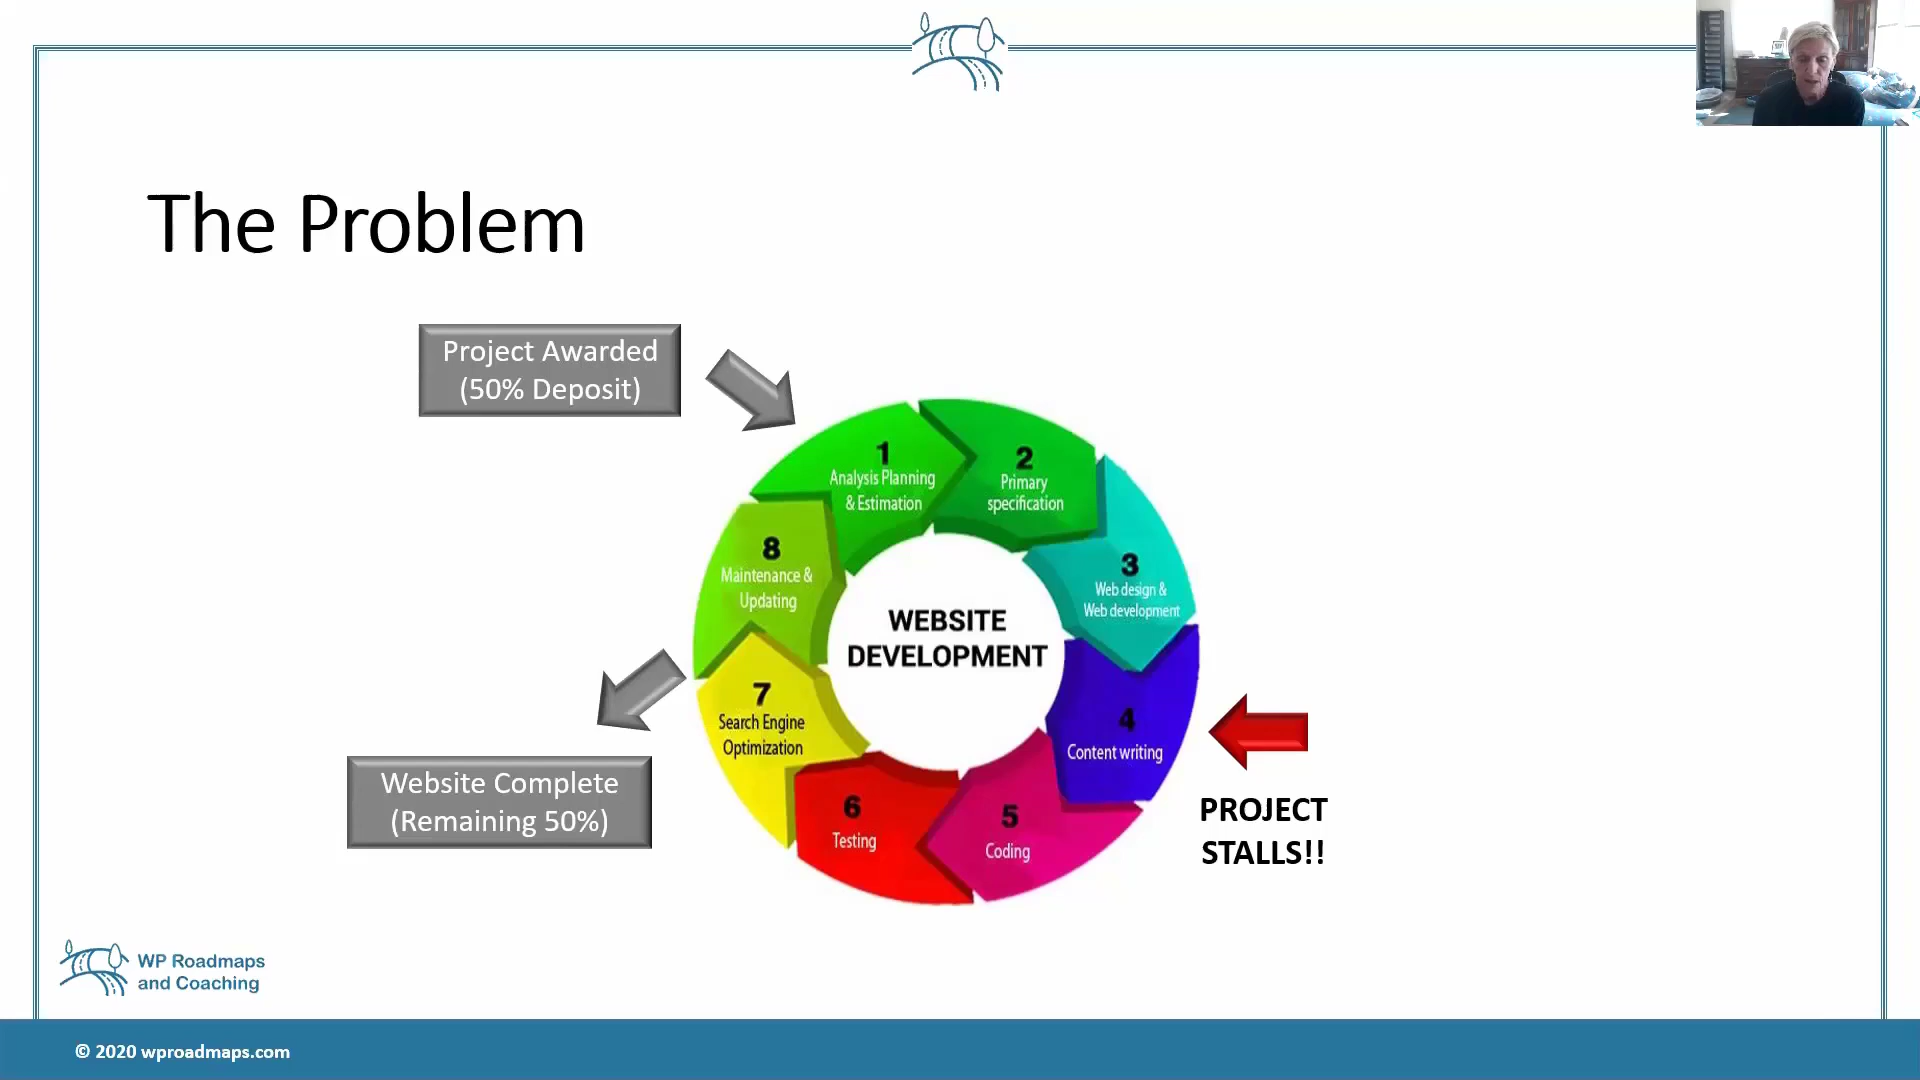 The Problem
Project Awarded
(50% Deposit)
1
Analysis Planning
& Estimation
2
Primary
specification
3
Web design &
Web development
4
Content writing
5
Coding
6
Testing
7
Search Engine
Optimization
8
Maintenance &
Updating
WEBSITE
DEVELOPMENT
Website Complete
(Remaining 50%)
PROJECT
STALLS!!
WP Roadmaps
and Coaching
© 2020 wproadmaps.com